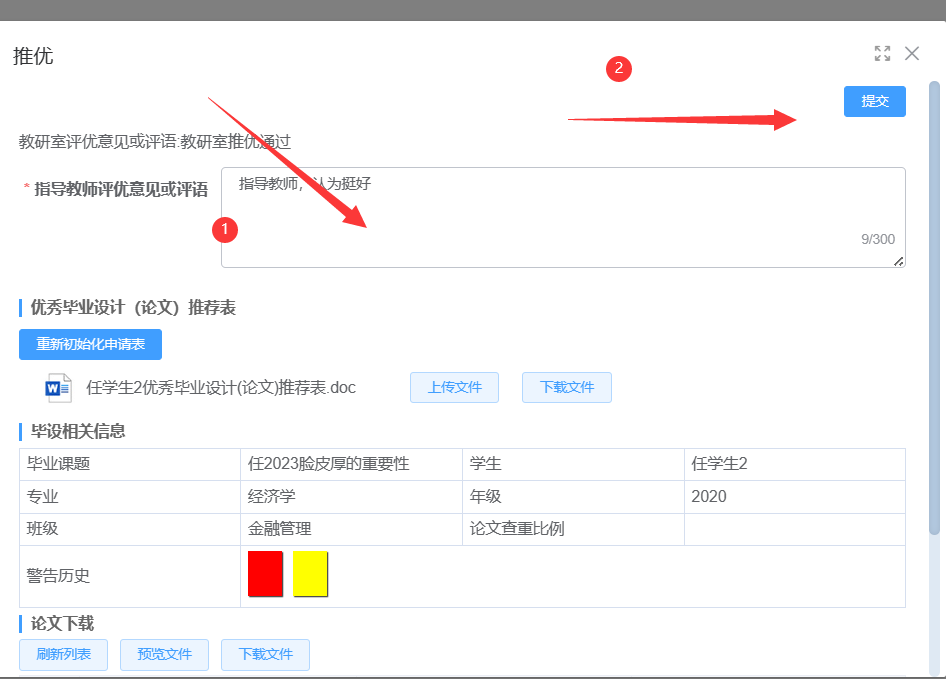 推优
2
提交
教研室评优意见或评语:教研室推优通过
* 指导教师评优意见或评语
指导教师，认为挺好
1
9/300
优秀毕业设计（论文）推荐表
重新初始化申请表
任学生2优秀毕业设计(论文)推荐表.doc 上传文件 下载文件
毕设相关信息
毕业课题 任2023脸皮厚的重要性 学生 任学生2
专业 经济学 年级 2020
班级 金融管理 论文查重比例
警告历史
论文下载
刷新列表 预览文件 下载文件